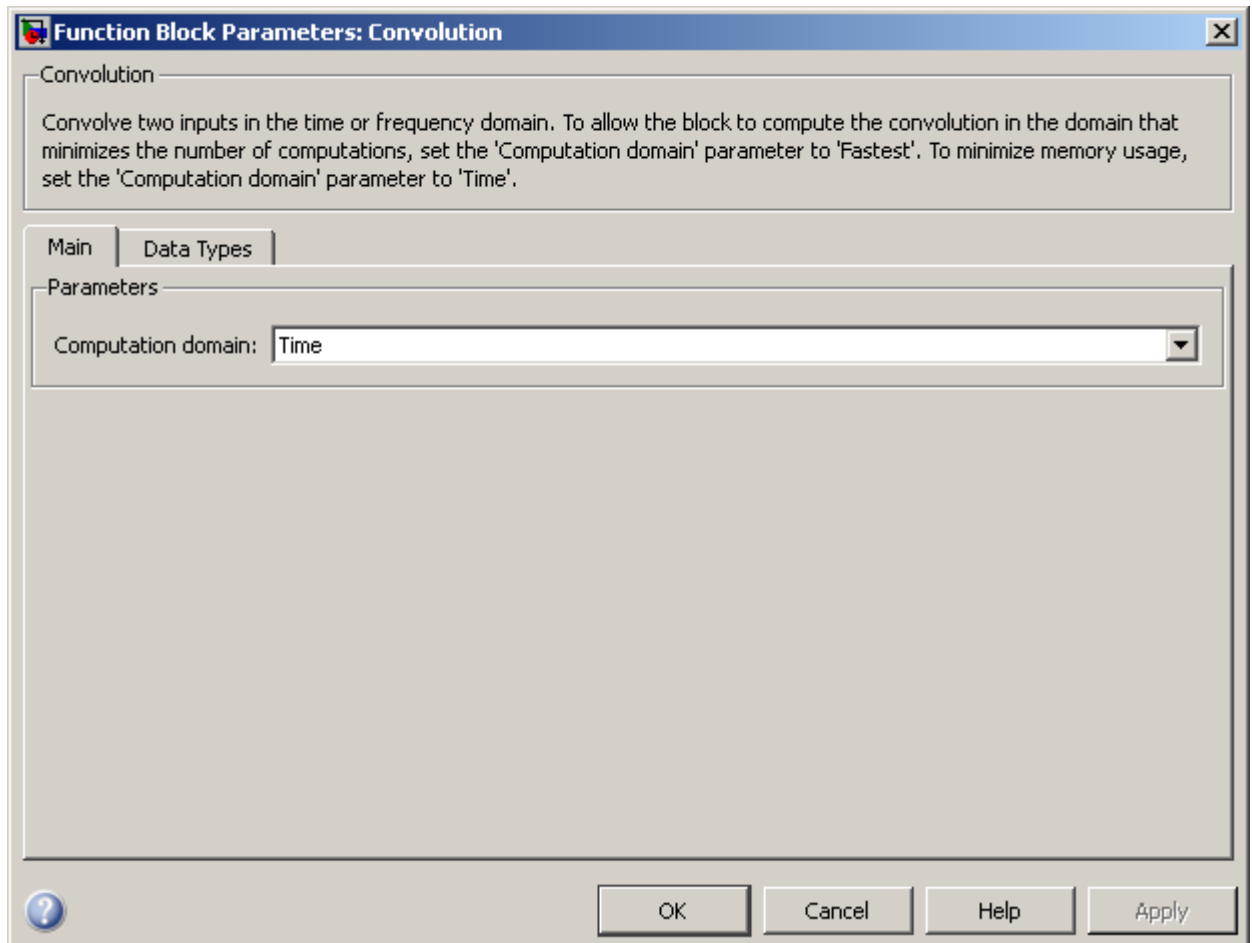 Function Block Parameters: Convolution
Convolution
Convolve two inputs in the time or frequency domain. To allow the block to compute the convolution in the domain that
minimizes the number of computations, set the 'Computation domain' parameter to 'Fastest'. To minimize memory usage,
set the 'Computation domain' parameter to 'Time'.
Main
Data Types
Parameters
Computation domain: Time
OK
Cancel
Help
Apply